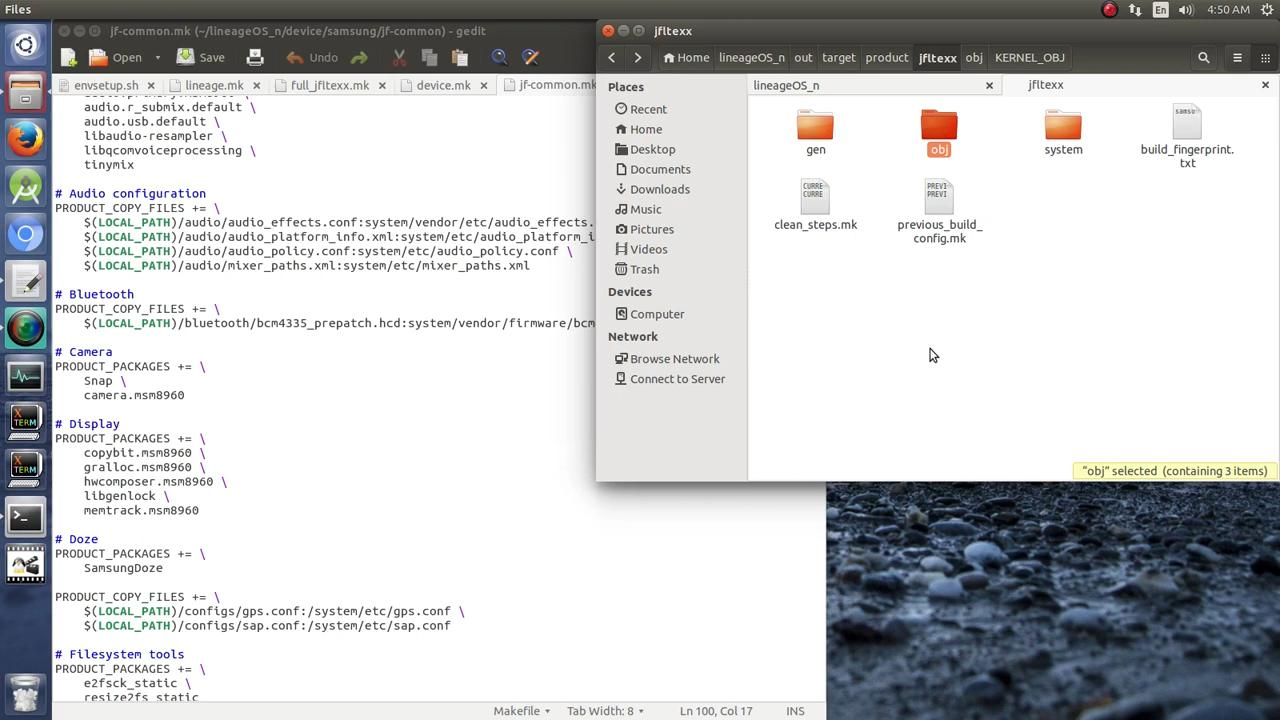 Files
En
4:50 AM
jf-common.mk (~/lineageOS_n/device/samsung/jf-common) - gedit
Open
Save
Undo
envsetup.sh ×
lineage.mk ×
full_jfltexx.mk ×
device.mk ×
jf-common.mk
audio.r_submix.default \
audio.usb.default \
libaudio-resampler \
libqcomvoiceprocessing \
tinymix
# Audio configuration
PRODUCT_COPY_FILES += \
$(LOCAL_PATH)/audio/audio_effects.conf:system/vendor/etc/audio_effects.
$(LOCAL_PATH)/audio/audio_platform_info.xml:system/etc/audio_platform_i
$(LOCAL_PATH)/audio/audio_policy.conf:system/etc/audio_policy.conf \
$(LOCAL_PATH)/audio/mixer_paths.xml:system/etc/mixer_paths.xml
# Bluetooth
PRODUCT_COPY_FILES += \
$(LOCAL_PATH)/bluetooth/bcm4335_prepatch.hcd:system/vendor/firmware/bcm
# Camera
PRODUCT_PACKAGES += \
Snap \
camera.msm8960
# Display
PRODUCT_PACKAGES += \
copybit.msm8960 \
gralloc.msm8960 \
hwcomposer.msm8960 \
libgenlock \
memtrack.msm8960
# Doze
PRODUCT_PACKAGES += \
SamsungDoze
PRODUCT_COPY_FILES += \
$(LOCAL_PATH)/configs/gps.conf:/system/etc/gps.conf \
$(LOCAL_PATH)/configs/sap.conf:/system/etc/sap.conf
# Filesystem tools
PRODUCT_PACKAGES += \
e2fsck_static \
resize2fs_static
Makefile
Tab Width: 8
Ln 100, Col 17
INS
jfltexx
Home
lineageOS_n
out
target
product
jfltexx
obj
KERNEL_OBJ
Places
Recent
Home
Desktop
Documents
Downloads
Music
Pictures
Videos
Trash
Devices
Computer
Network
Browse Network
Connect to Server
lineageOS_n ×
jfltexx ×
gen
obj
system
samsu
build_fingerprint.
txt
CURRE
CURRE
clean_steps.mk
PREVI
PREVI
previous_build_
config.mk
"obj" selected (containing 3 items)
X
TERM
X
TERM